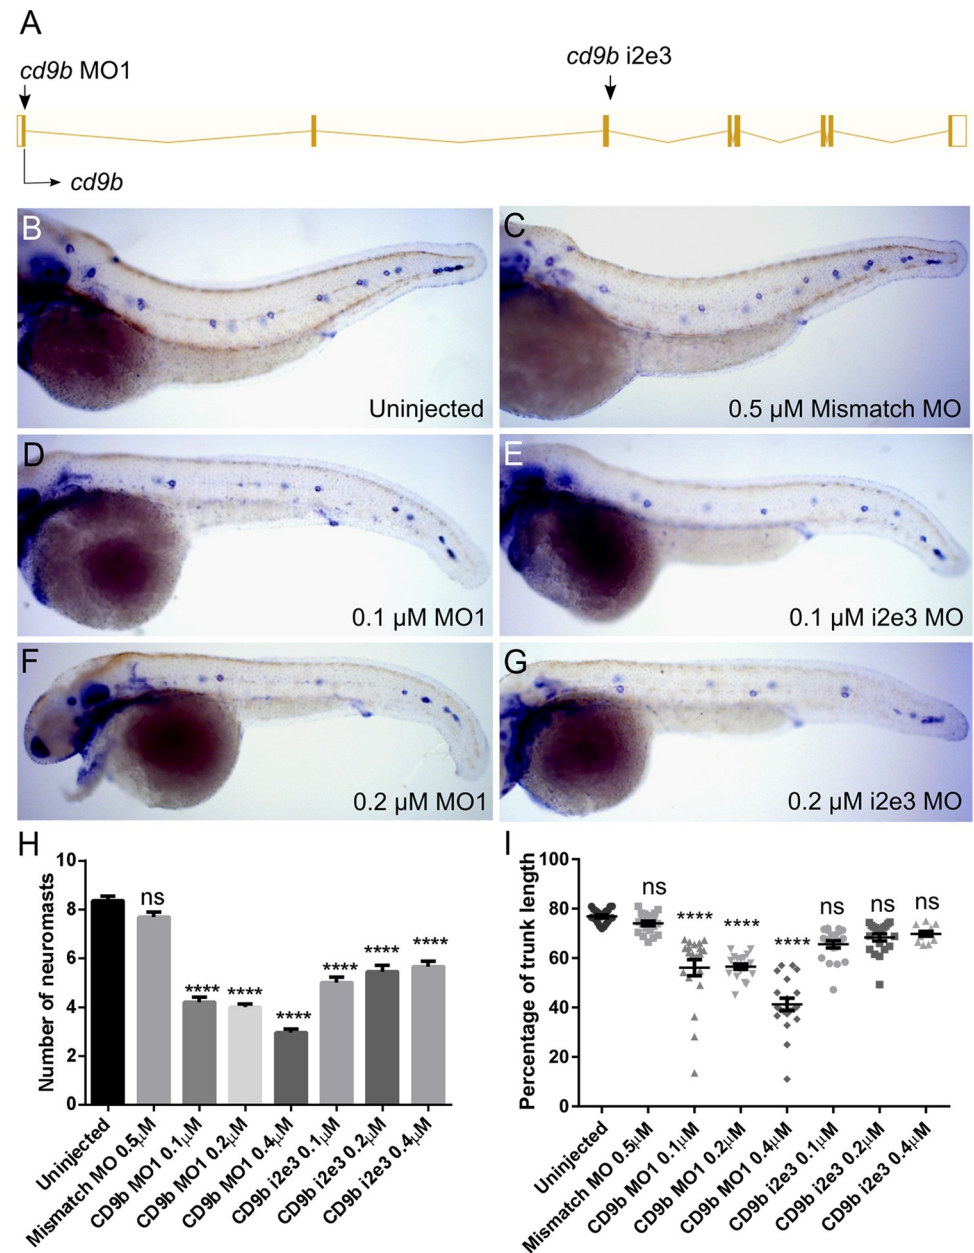 A
cd9b MO1
cd9b i2e3
cd9b
B
Uninjected
C
0.5 µM Mismatch MO
D
0.1 µM MO1
E
0.1 µM i2e3 MO
F
0.2 µM MO1
G
0.2 µM i2e3 MO
H
Number of neuromasts
10
8
6
4
2
0
ns
****
****
****
****
****
****
Uninjected
Mismatch MO 0.5µM
CD9b MO1 0.1µM
CD9b MO1 0.2µM
CD9b MO1 0.4µM
CD9b i2e3 0.1µM
CD9b i2e3 0.2µM
CD9b i2e3 0.4µM
I
Percentage of trunk length
100
80
60
40
20
0
ns
****
****
****
ns
ns
ns
Uninjected
Mismatch MO 0.5µM
CD9b MO1 0.1µM
CD9b MO1 0.2µM
CD9b MO1 0.4µM
CD9b i2e3 0.1µM
CD9b i2e3 0.2µM
CD9b i2e3 0.4µM